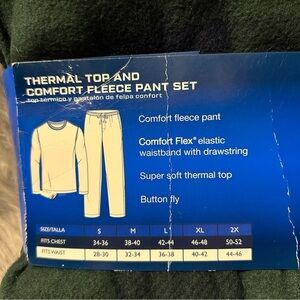 THERMAL TOP AND
COMFORT FLEECE PANT SET
top térmico y pantalón de felpa confort
Comfort fleece pant
Comfort Flex® elastic
waistband with drawstring
Super soft thermal top
Button fly
SIZE/TALLA S M L XL 2X
FITS CHEST 34-36 38-40 42-44 46-48 50-52
FITS WAIST 28-30 32-34 36-38 40-42 44-46